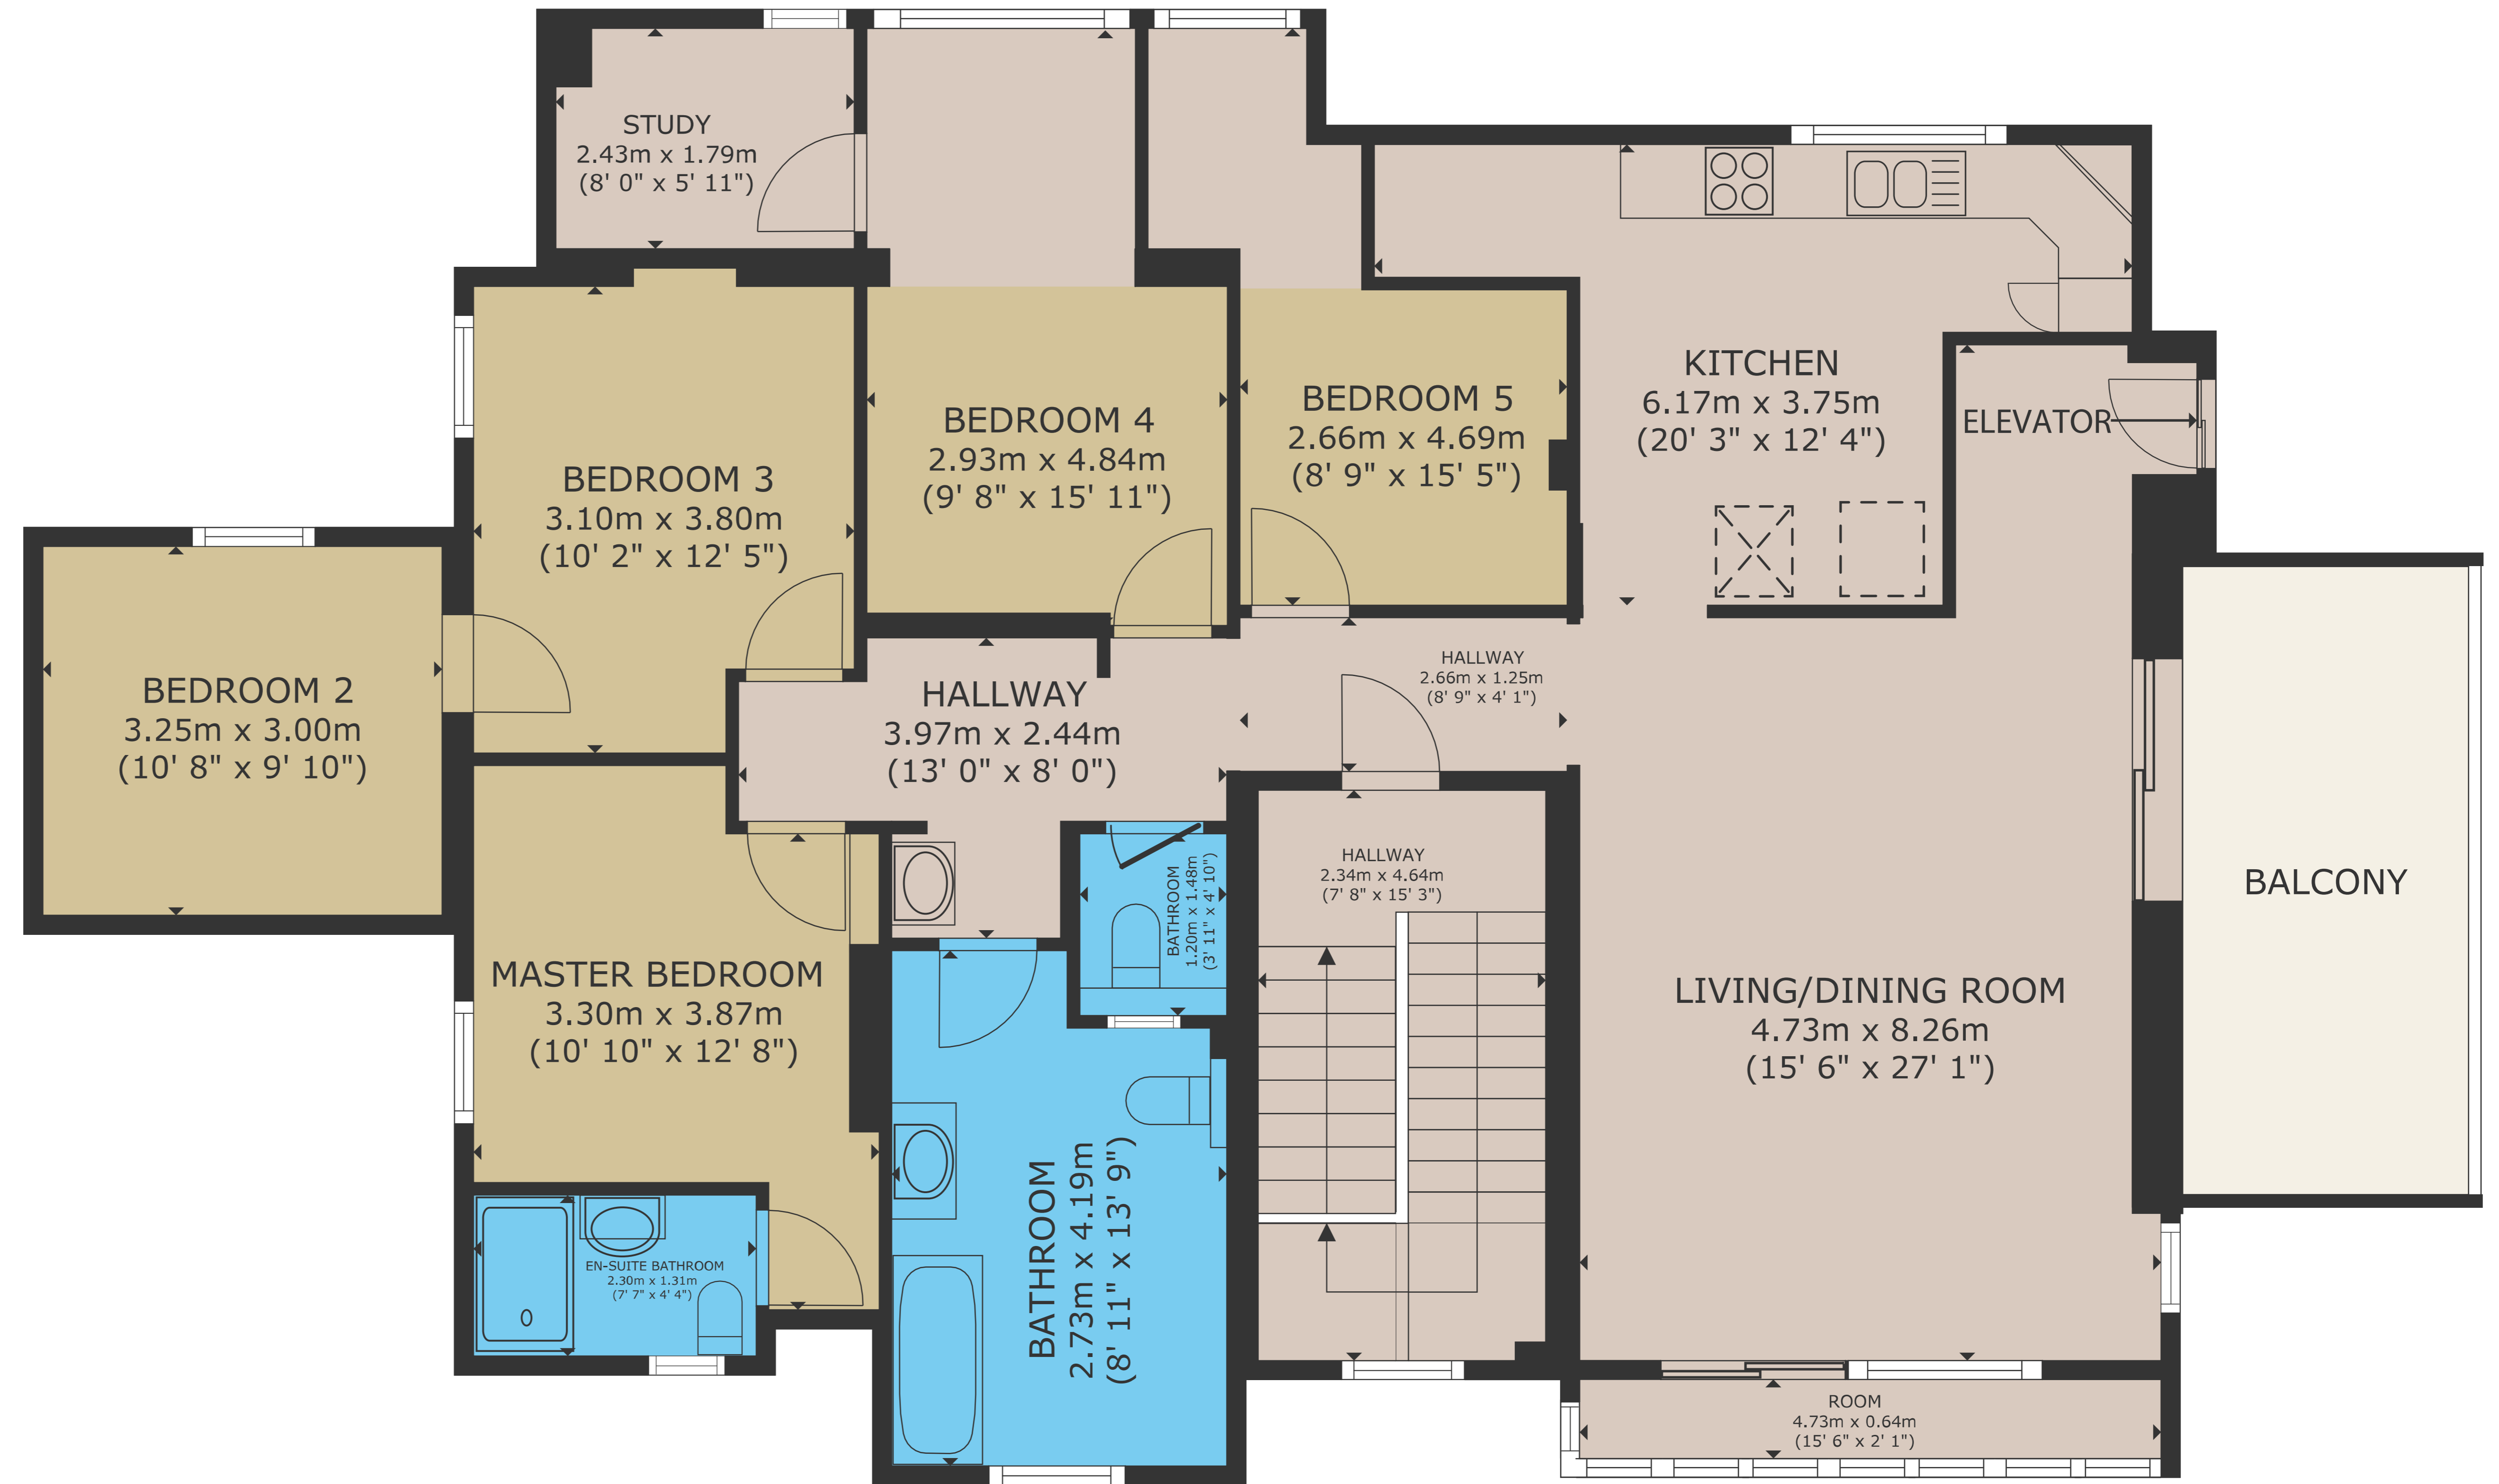 STUDY
2.43m x 1.79m
(8' 0" x 5' 11")
KITCHEN
6.17m x 3.75m
(20' 3" x 12' 4")
ELEVATOR
BEDROOM 5
2.66m x 4.69m
(8' 9" x 15' 5")
BEDROOM 4
2.93m x 4.84m
(9' 8" x 15' 11")
BEDROOM 3
3.10m x 3.80m
(10' 2" x 12' 5")
BEDROOM 2
3.25m x 3.00m
(10' 8" x 9' 10")
HALLWAY
3.97m x 2.44m
(13' 0" x 8' 0")
HALLWAY
2.66m x 1.25m
(8' 9" x 4' 1")
HALLWAY
2.34m x 4.64m
(7' 8" x 15' 3")
BATHROOM
1.20m x 1.48m
(3' 11" x 4' 10")
BALCONY
MASTER BEDROOM
3.30m x 3.87m
(10' 10" x 12' 8")
LIVING/DINING ROOM
4.73m x 8.26m
(15' 6" x 27' 1")
BATHROOM
2.73m x 4.19m
(8' 11" x 13' 9")
EN-SUITE BATHROOM
2.30m x 1.31m
(7' 7" x 4' 4")
ROOM
4.73m x 0.64m
(15' 6" x 2' 1")